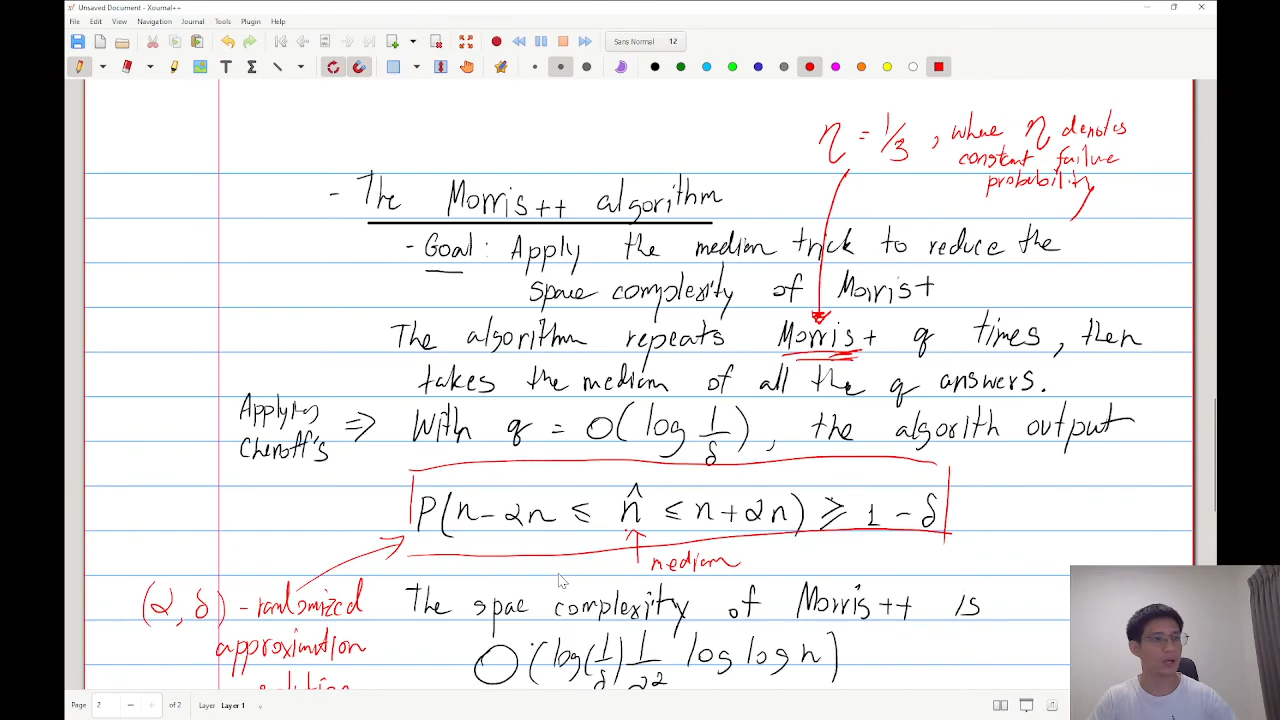 Unsaved Document - Xournal++
File Edit View Navigation Journal Tools Plugin Help
Sans Normal 12
η = 1/3 , where η denotes
constant failure
probability
- The Morris++ algorithm
- Goal : Apply the median trick to reduce the
space complexity of Morris+
The algorithm repeats Morris+ q times, then
takes the median of all the q answers.
Applying
Cheroff's
⇒ With q = O(log 1/δ), the algorith output
P(n-αn ≤ n̂ ≤ n+αn) ≥ 1 - δ
median
(α, δ) - randomized
approximation
solution
The spac complexity of Morris++ is
O(log(1/δ) 1/α² log log n)
Page 2 of 2 Layer Layer 1